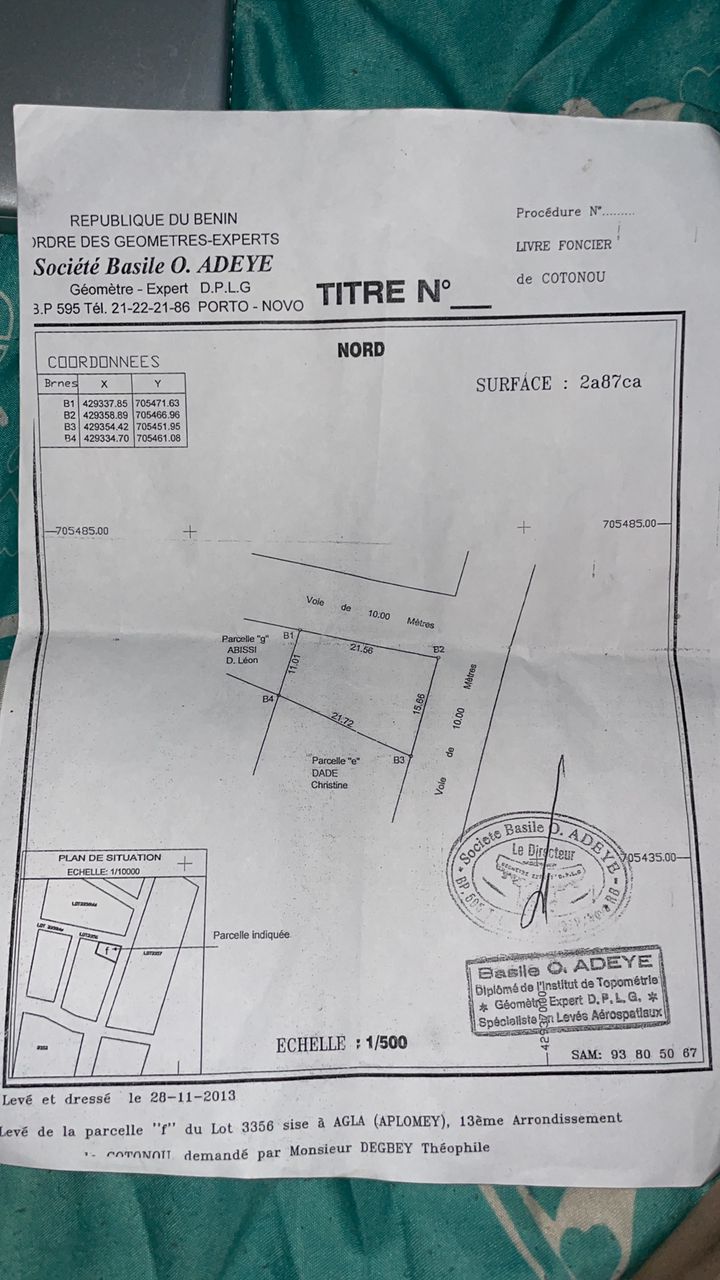 REPUBLIQUE DU BENIN
ORDRE DES GEOMETRES-EXPERTS
Société Basile O. ADEYE
Géomètre - Expert D.P.L.G
B.P 595 Tél. 21-22-21-86 PORTO - NOVO
TITRE N°
Procédure N°.........
LIVRE FONCIER
de COTONOU
NORD
COORDONNEES
Brnes X Y
B1 429337.85 705471.63
B2 429358.89 705466.96
B3 429354.42 705451.95
B4 429334.70 705461.08
SURFACE : 2a87ca
705485.00
705485.00
Voie de 10.00 Mètres
Parcelle "g"
ABISSI
D. Léon
B1
21.56
B2
11.01
15.66
Voie de 10.00 Mètres
B4
21.72
B3
Parcelle "e"
DADE
Christine
705435.00
Societé Basile O. ADEYE
Le Directeur
PLAN DE SITUATION
ECHELLE: 1/10000
f
Parcelle indiquée
Basile O. ADEYE
Diplômé de l'Institut de Topométrie
* Géomètre Expert D.P.L.G. *
Spécialiste en Levés Aérospatiaux
ECHELLE : 1/500
SAM: 93 80 50 67
Levé et dressé le 28-11-2013
Levé de la parcelle "f" du Lot 3356 sise à AGLA (APLOMEY), 13ème Arrondissement
COTONOU demandé par Monsieur DEGBEY Théophile